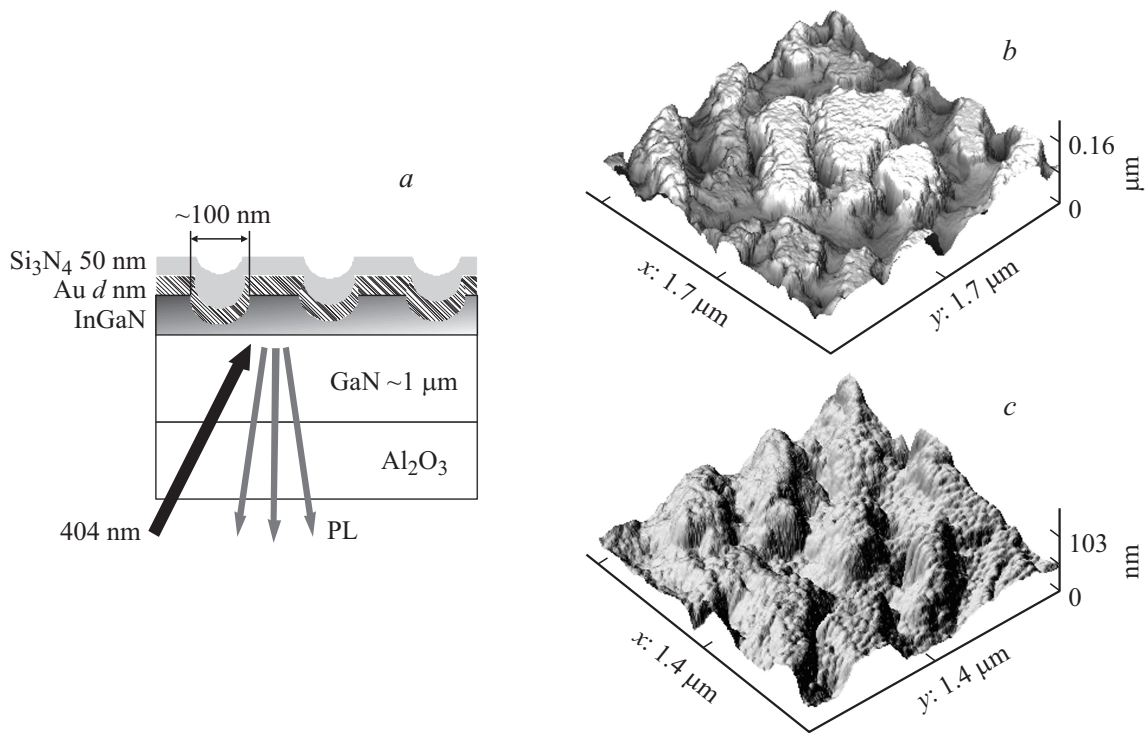 a
~100 nm
Si₃N₄ 50 nm
Au d nm
InGaN
GaN ~1 μm
Al₂O₃
404 nm
PL
b
0.16
0
μm
x: 1.7 μm
y: 1.7 μm
c
103
0
nm
x: 1.4 μm
y: 1.4 μm